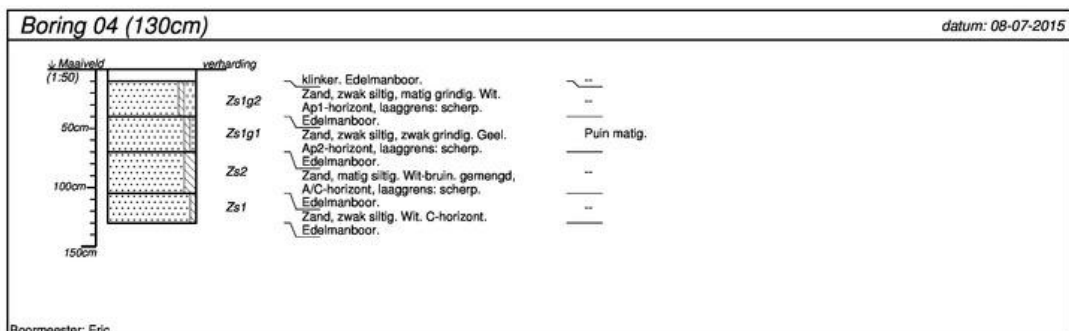 Boring 04 (130cm)
datum: 08-07-2015
↓ Maaiveld
(1:50)
verharding
klinker. Edelmanboor.
--
Zs1g2
Zand, zwak siltig, matig grindig. Wit.
Ap1-horizont, laaggrens: scherp.
Edelmanboor.
--
50cm
Zs1g1
Zand, zwak siltig, zwak grindig. Geel.
Ap2-horizont, laaggrens: scherp.
Edelmanboor.
Puin matig.
100cm
Zs2
Zand, matig siltig. Wit-bruin. gemengd,
A/C-horizont, laaggrens: scherp.
Edelmanboor.
--
Zs1
Zand, zwak siltig. Wit. C-horizont.
Edelmanboor.
--
150cm
Boormeester: Eric